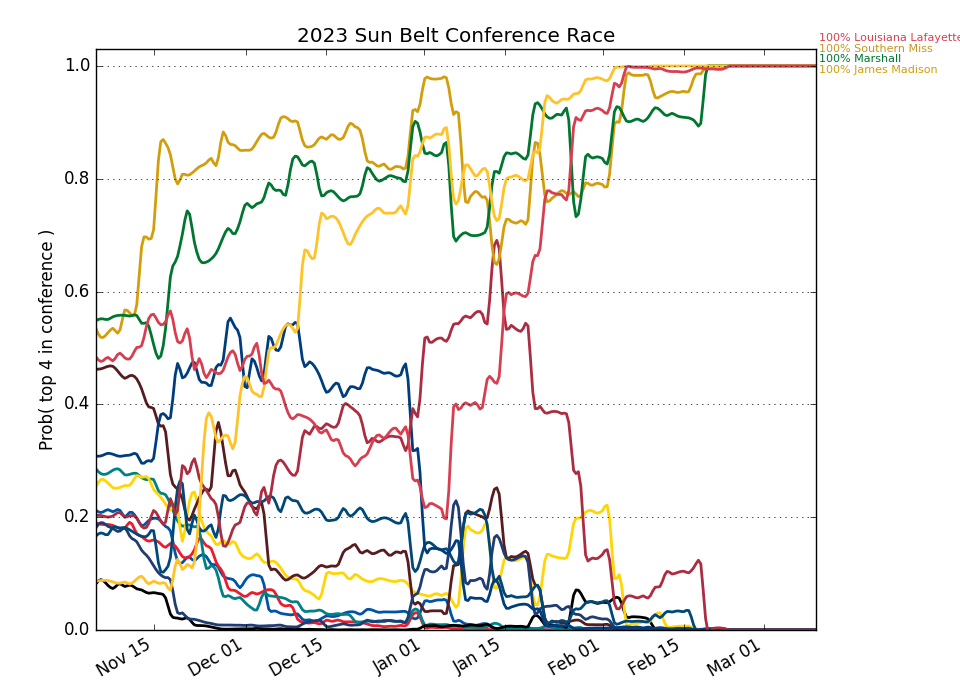 2023 Sun Belt Conference Race
100% Louisiana Lafayette
100% Southern Miss
100% Marshall
100% James Madison
Prob( top 4 in conference )
1.0
0.8
0.6
0.4
0.2
0.0
Nov 15
Dec 01
Dec 15
Jan 01
Jan 15
Feb 01
Feb 15
Mar 01